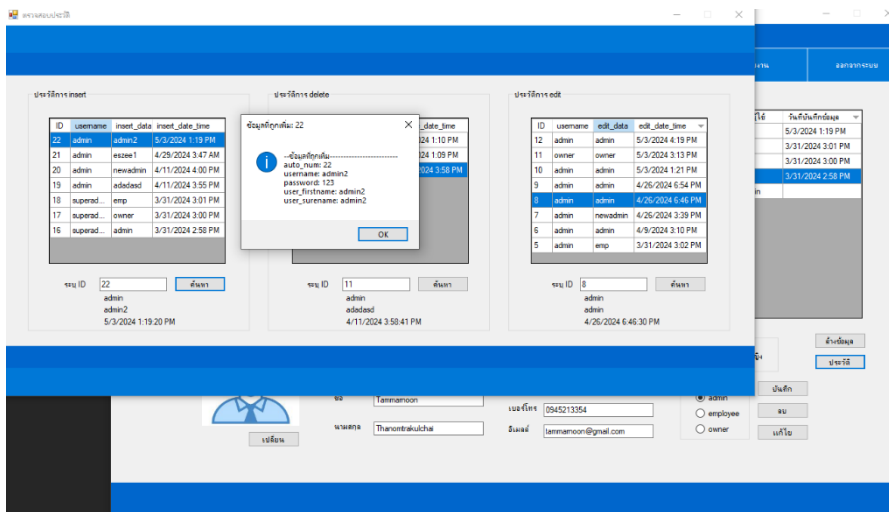 ตรวจสอบประวัติ
งาน
ออกจากระบบ
ประวัติการ insert
ประวัติการ delete
ประวัติการ edit
ID username insert_data insert_date_time
22 admin admin2 5/3/2024 1:19 PM
21 admin eszee1 4/29/2024 3:47 AM
20 admin newadmin 4/11/2024 4:00 PM
19 admin adadasd 4/11/2024 3:55 PM
18 superad... emp 3/31/2024 3:01 PM
17 superad... owner 3/31/2024 3:00 PM
16 superad... admin 3/31/2024 2:58 PM
_date_time
24 1:10 PM
24 1:09 PM
024 3:58 PM
ข้อมูลที่ถูกเพิ่ม: 22
--ข้อมูลที่ถูกเพิ่ม--------------------------
auto_num: 22
username: admin2
password: 123
user_firstname: admin2
user_surename: admin2
OK
ID username edit_data edit_date_time
12 admin admin 5/3/2024 4:19 PM
11 owner owner 5/3/2024 3:13 PM
10 admin admin 5/3/2024 1:21 PM
9 admin admin 4/26/2024 6:54 PM
8 admin admin 4/26/2024 6:46 PM
7 admin newadmin 4/26/2024 3:39 PM
6 admin admin 4/9/2024 3:10 PM
5 admin emp 3/31/2024 3:02 PM
วันที่บันทึกข้อมูล
5/3/2024 1:19 PM
3/31/2024 3:01 PM
3/31/2024 3:00 PM
3/31/2024 2:58 PM
in
ระบุ ID 22 ค้นหา
admin
admin2
5/3/2024 1:19:20 PM
ระบุ ID 11 ค้นหา
admin
adadasd
4/11/2024 3:58:41 PM
ระบุ ID 8 ค้นหา
admin
admin
4/26/2024 6:46:30 PM
ล้างข้อมูล
ประวัติ
บันทึก
ลบ
แก้ไข
ชื่อ Tammamoon
นามสกุล Thanontrakulchai
เบอร์โทร 0945213354
อีเมลล์ tammamoon@gmail.com
admin
employee
owner
เปลี่ยน